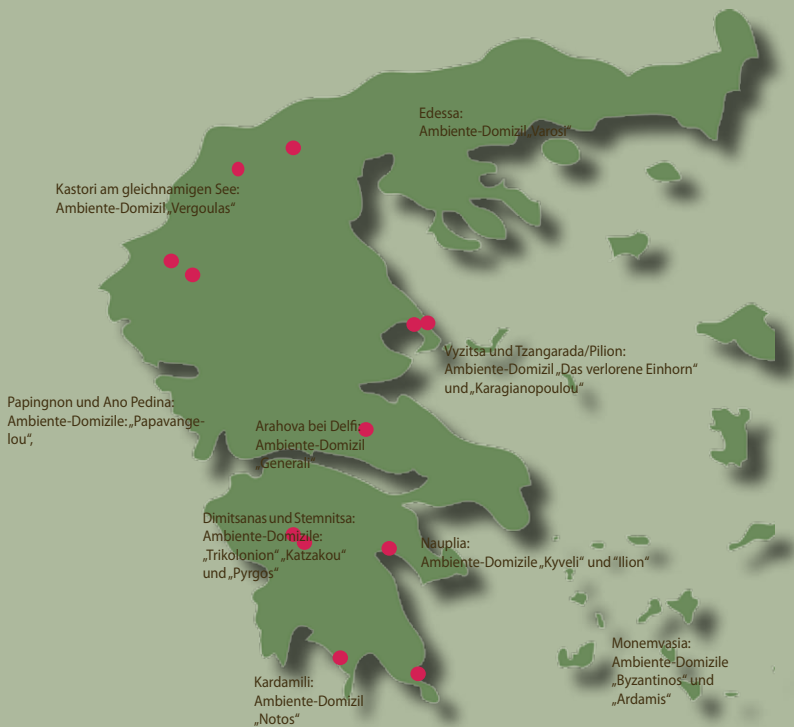 Edessa:
Ambiente-Domizil „Varosi“
Kastori am gleichnamigen See:
Ambiente-Domizil „Vergoulas“
Vyzitsa und Tzangarada/Pilion:
Ambiente-Domizil „Das verlorene Einhorn“
und „Karagianopoulou“
Papingnon und Ano Pedina:
Ambiente-Domizile: „Papavange-
lou“,
Arahova bei Delfi:
Ambiente-Domizil
„Generali“
Dimitsanas und Stemnitsa:
Ambiente-Domizile:
„Trikolonion“ „Katzakou“
und „Pyrgos“
Nauplia:
Ambiente-Domizile „Kyveli“ und “Ilion“
Monemvasia:
Ambiente-Domizile
„Byzantinos“ und
„Ardamis“
Kardamili:
Ambiente-Domizil
„Notos“